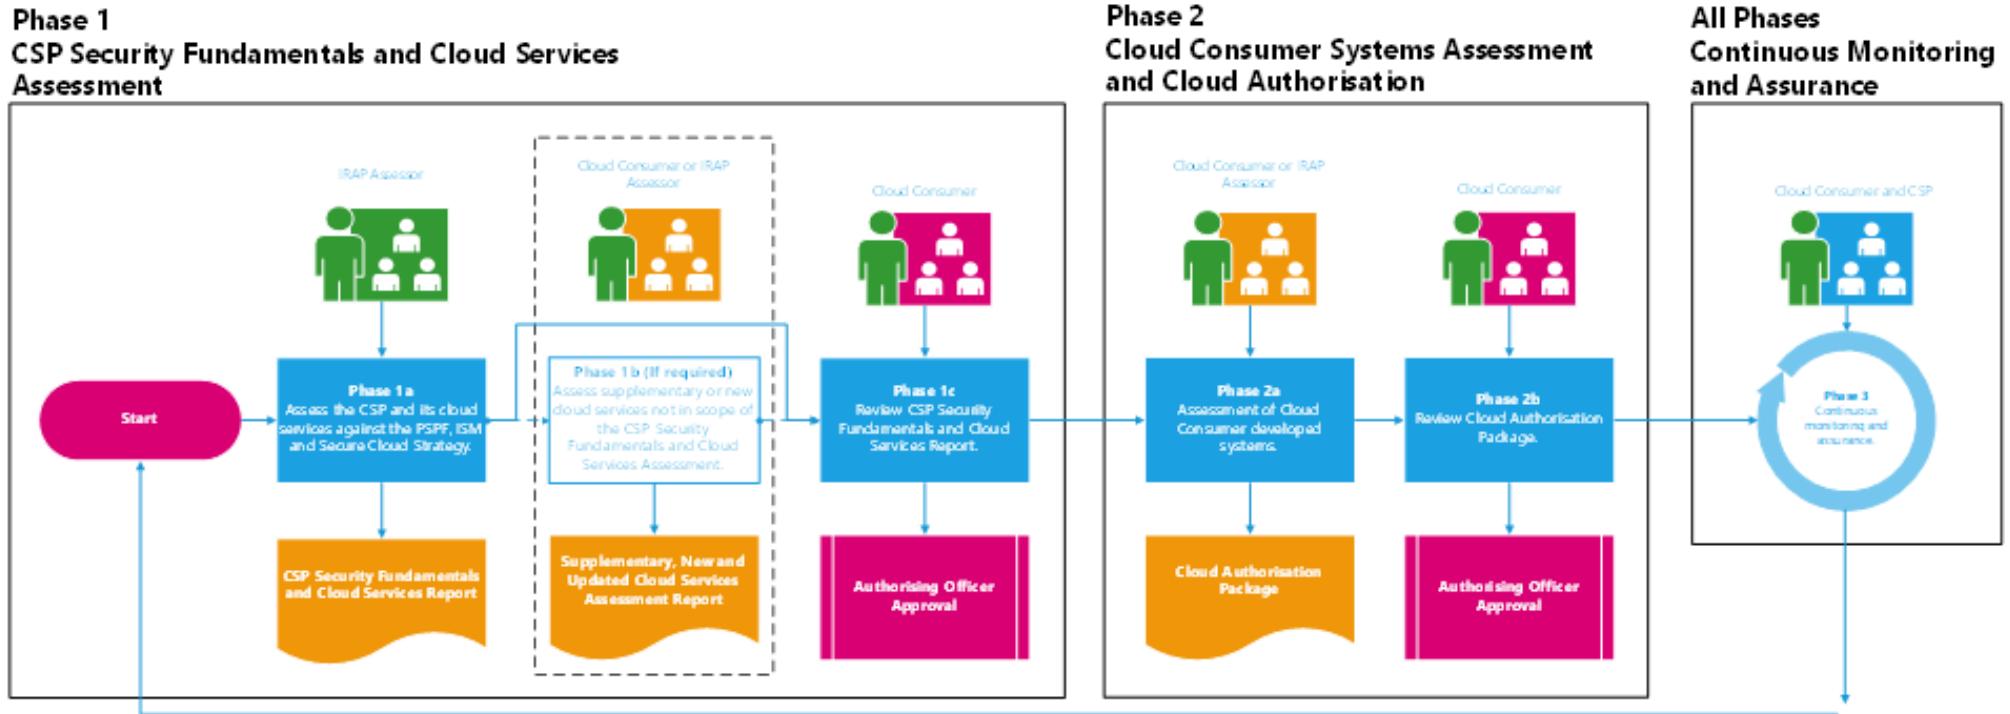 Phase 1
CSP Security Fundamentals and Cloud Services
Assessment
Phase 2
Cloud Consumer Systems Assessment
and Cloud Authorisation
All Phases
Continuous Monitoring
and Assurance
IRAP Assessor
Cloud Consumer or IRAP
Assessor
Cloud Consumer
Cloud Consumer or IRAP
Assessor
Cloud Consumer
Cloud Consumer and CSP
Start
Phase 1a
Assess the CSP and its cloud
services against the PSPF, ISM
and Secure Cloud Strategy.
Phase 1b (If required)
Assess supplementary or new
cloud services not in scope of
the CSP Security
Fundamentals and Cloud
Services Assessment.
Phase 1c
Review CSP Security
Fundamentals and Cloud
Services Report.
Phase 2a
Assessment of Cloud
Consumer developed
systems.
Phase 2b
Review Cloud Authorisation
Package.
Phase 3
Continuous
monitoring and
assurance.
CSP Security Fundamentals
and Cloud Services Report
Supplementary, New and
Updated Cloud Services
Assessment Report
Authorising Officer
Approval
Cloud Authorisation
Package
Authorising Officer
Approval